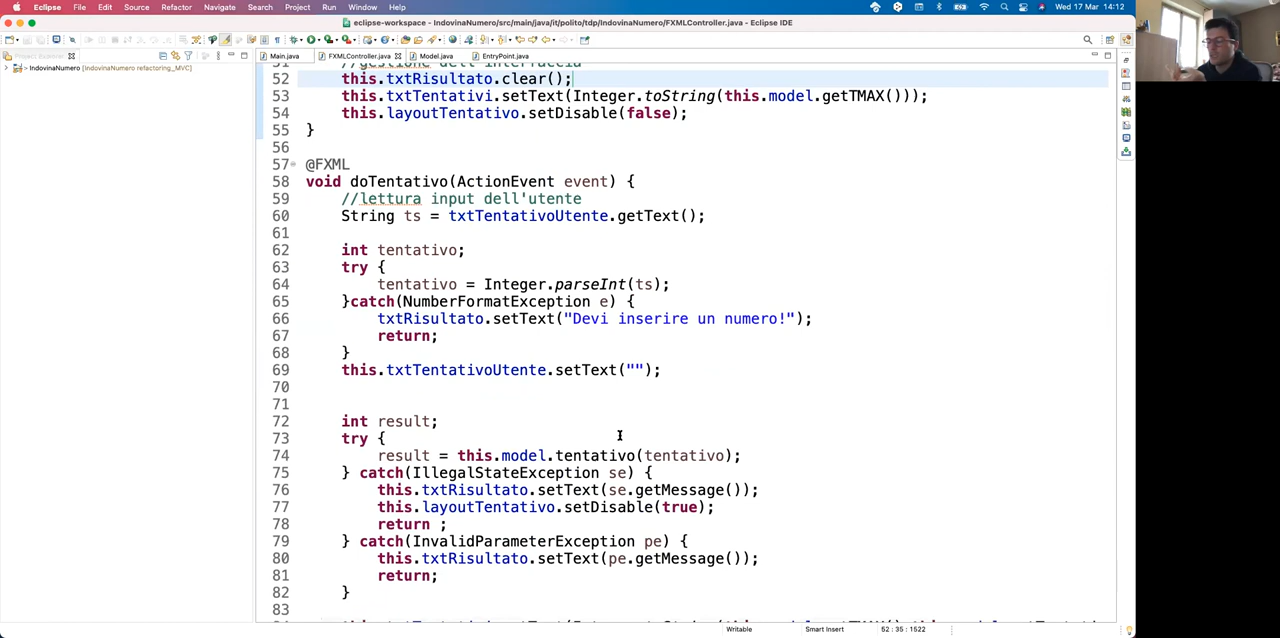 Eclipse File Edit Source Refactor Navigate Search Project Run Window Help Wed 17 Mar 14:12
eclipse-workspace - IndovinaNumero/src/main/java/it/polito/tdp/IndovinaNumero/FXMLController.java - Eclipse IDE
Project Explorer Main.java FXMLController.java Model.java EntryPoint.java
IndovinaNumero [IndovinaNumero refactoring_MVC]
51 //gestione dell'interfaccia
52 this.txtRisultato.clear();
53 this.txtTentativi.setText(Integer.toString(this.model.getTMAX()));
54 this.layoutTentativo.setDisable(false);
55 }
56
57 @FXML
58 void doTentativo(ActionEvent event) {
59 //lettura input dell'utente
60 String ts = txtTentativoUtente.getText();
61
62 int tentativo;
63 try {
64 tentativo = Integer.parseInt(ts);
65 }catch(NumberFormatException e) {
66 txtRisultato.setText("Devi inserire un numero!");
67 return;
68 }
69 this.txtTentativoUtente.setText("");
70
71
72 int result;
73 try {
74 result = this.model.tentativo(tentativo);
75 } catch(IllegalStateException se) {
76 this.txtRisultato.setText(se.getMessage());
77 this.layoutTentativo.setDisable(true);
78 return ;
79 } catch(InvalidParameterException pe) {
80 this.txtRisultato.setText(pe.getMessage());
81 return;
82 }
83
Writable Smart Insert 52 : 35 : 1522